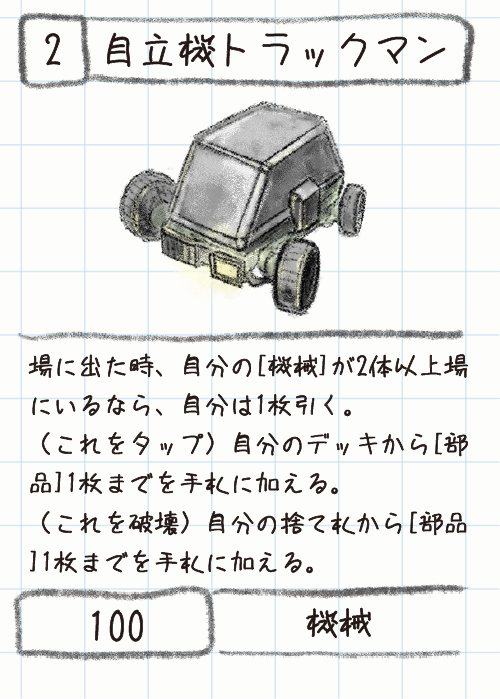 2 自立機トラックマン
場に出た時、自分の[機械]が2体以上場
にいるなら、自分は1枚引く。
（これをタップ）自分のデッキから[部
品]1枚までを手札に加える。
（これを破壊）自分の捨て札から[部品
]1枚までを手札に加える。
100 機械